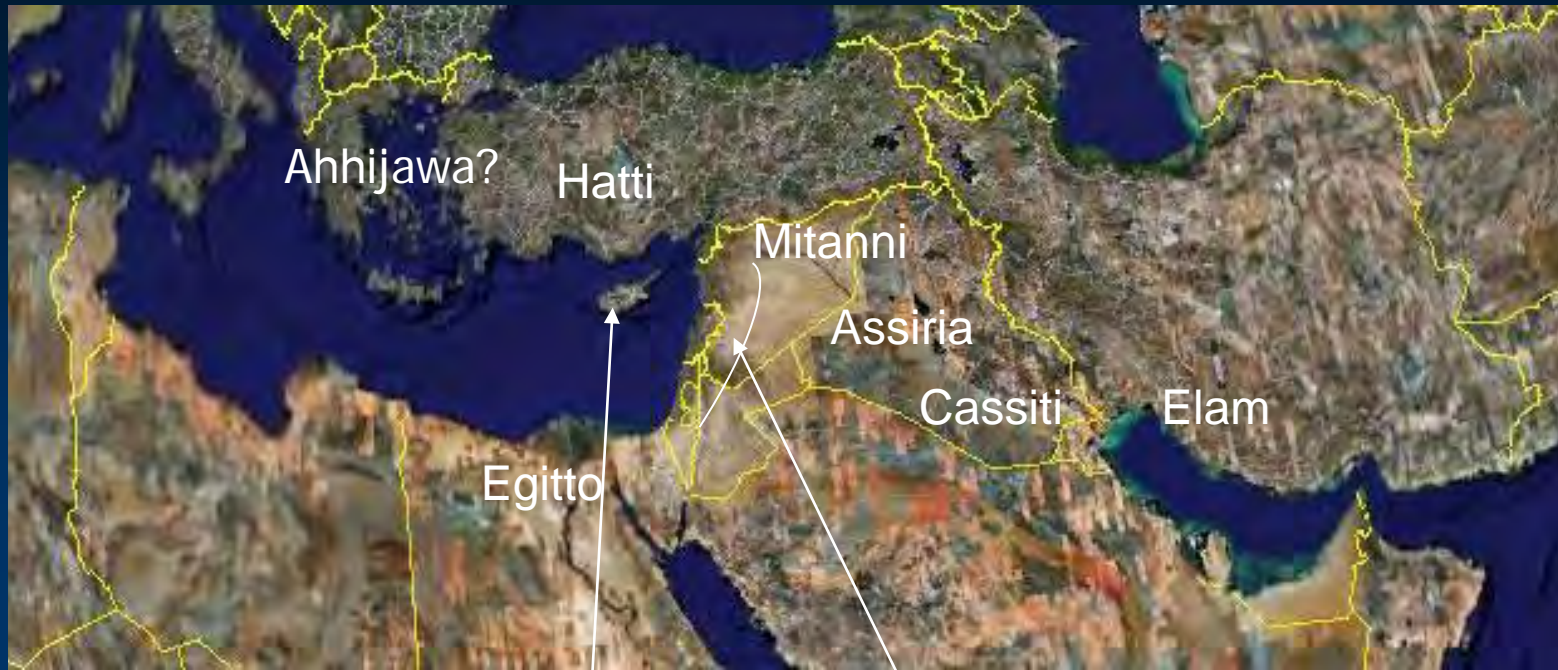 Ahhijawa?
Hatti
Mitanni
Assiria
Cassiti
Elam
Egitto